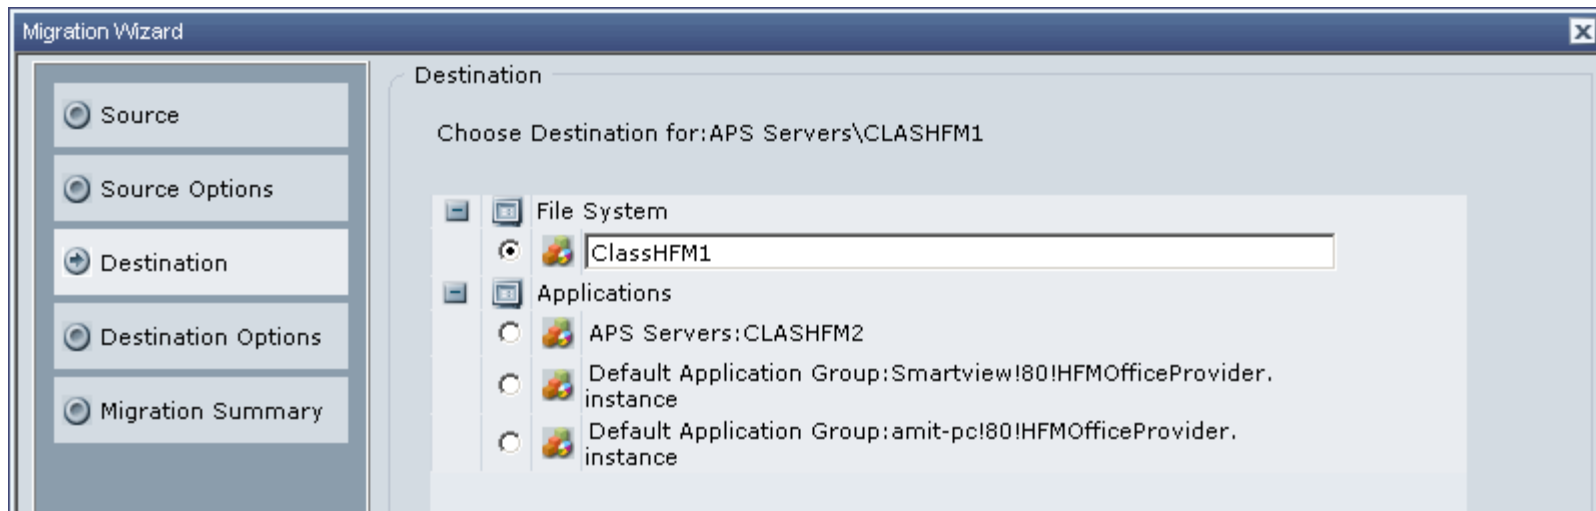 Migration Wizard
Source
Source Options
Destination
Destination Options
Migration Summary
Destination
Choose Destination for:APS Servers\CLASHFM1
File System
ClassHFM1
Applications
APS Servers:CLASHFM2
Default Application Group:Smartview!80!HFMOfficeProvider.
instance
Default Application Group:amit-pc!80!HFMOfficeProvider.
instance